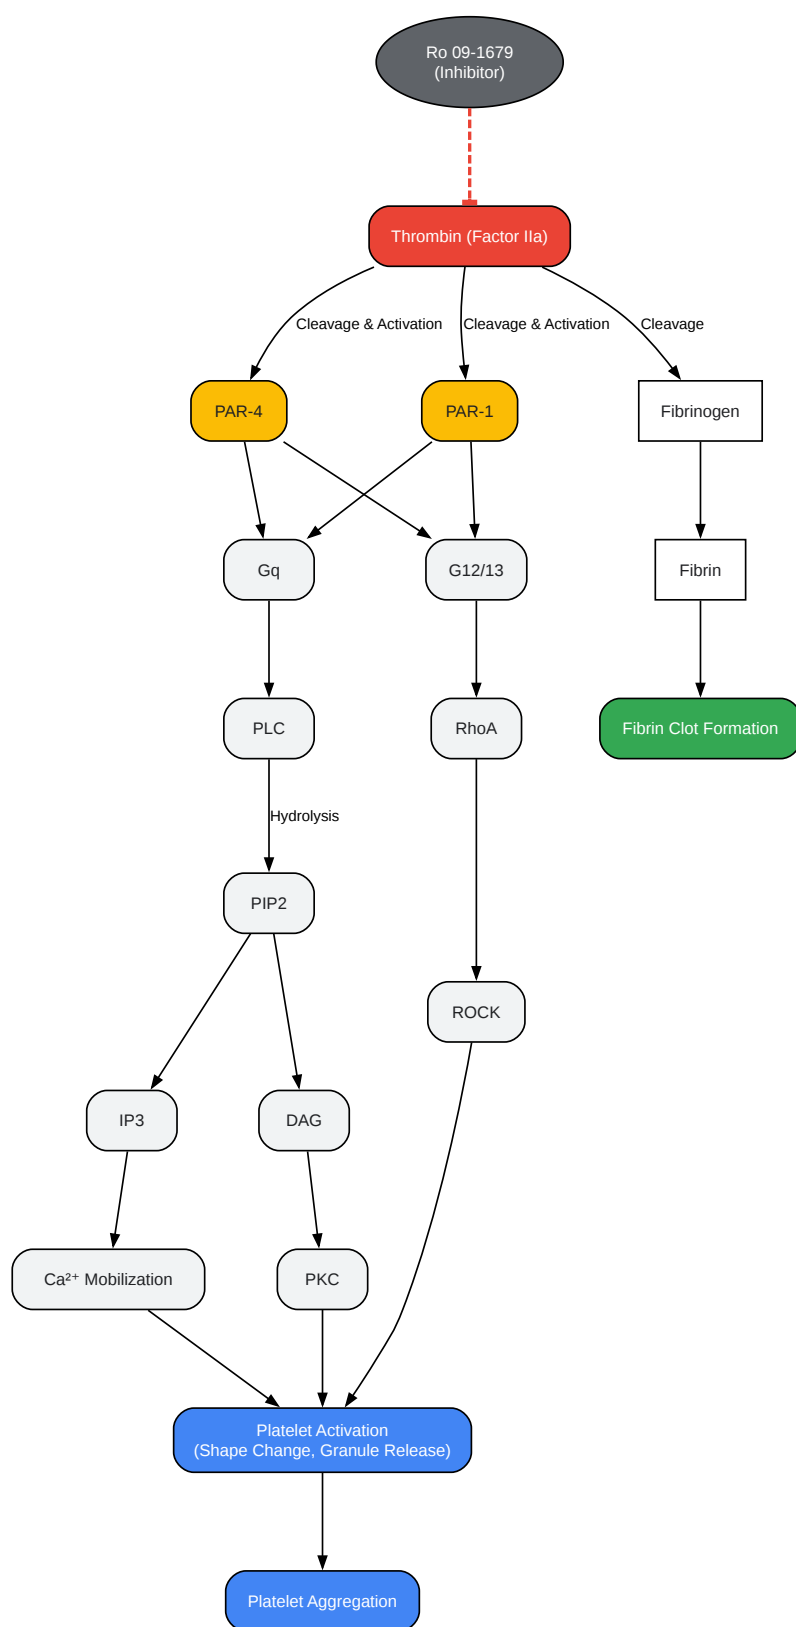 Ro 09-1679
(Inhibitor)
Thrombin (Factor IIa)
Cleavage & Activation
Cleavage & Activation
Cleavage
PAR-4
PAR-1
Fibrinogen
Gq
G12/13
Fibrin
PLC
RhoA
Fibrin Clot Formation
Hydrolysis
PIP2
ROCK
IP3
DAG
Ca²⁺ Mobilization
PKC
Platelet Activation
(Shape Change, Granule Release)
Platelet Aggregation